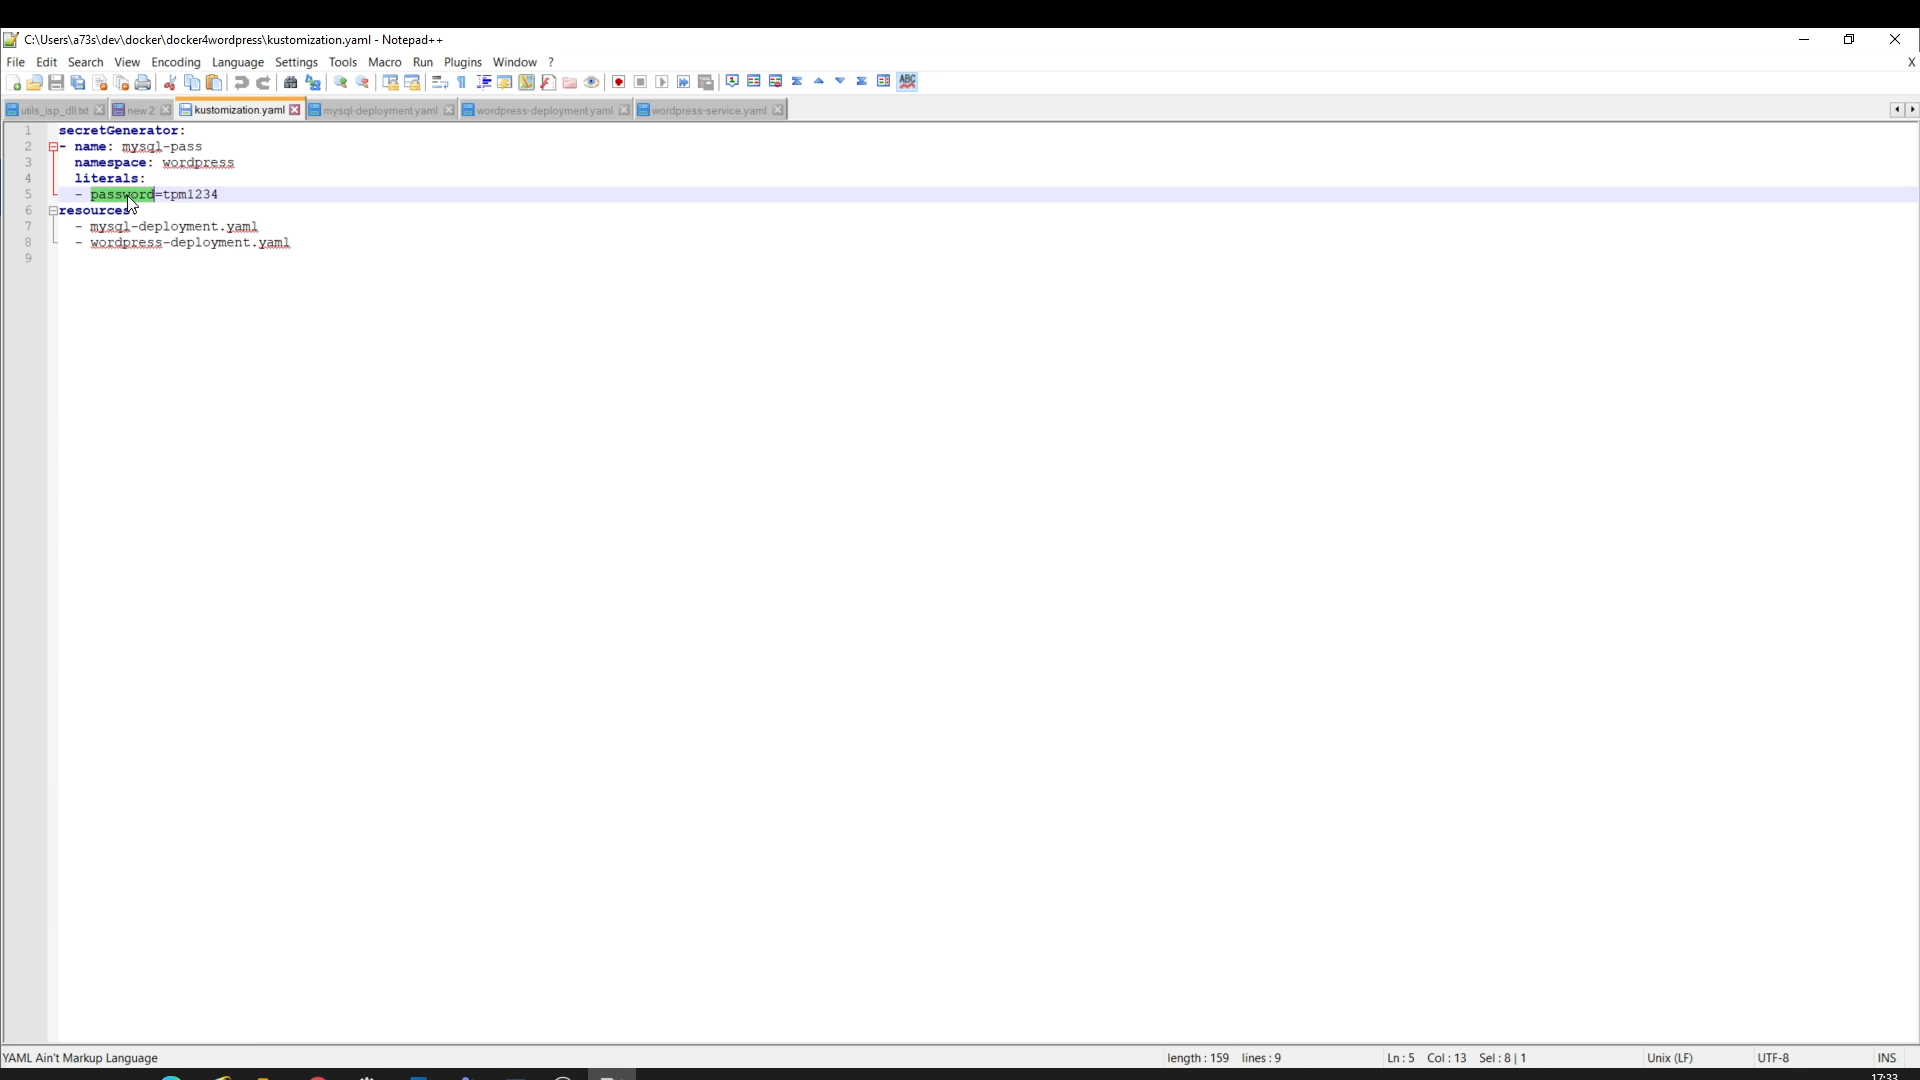 C:\Users\a73s\dev\docker\docker4wordpress\kustomization.yaml - Notepad++
File Edit Search View Encoding Language Settings Tools Macro Run Plugins Window ? X
utils_isp_dll.txt new 2 kustomization.yaml mysql-deployment.yaml wordpress-deployment.yaml wordpress-service.yaml
1 secretGenerator:
2 - name: mysql-pass
3 namespace: wordpress
4 literals:
5 - password=tpm1234
6 resources
7 - mysql-deployment.yaml
8 - wordpress-deployment.yaml
9
YAML Ain't Markup Language length : 159 lines : 9 Ln : 5 Col : 13 Sel : 8 | 1 Unix (LF) UTF-8 INS
17:33